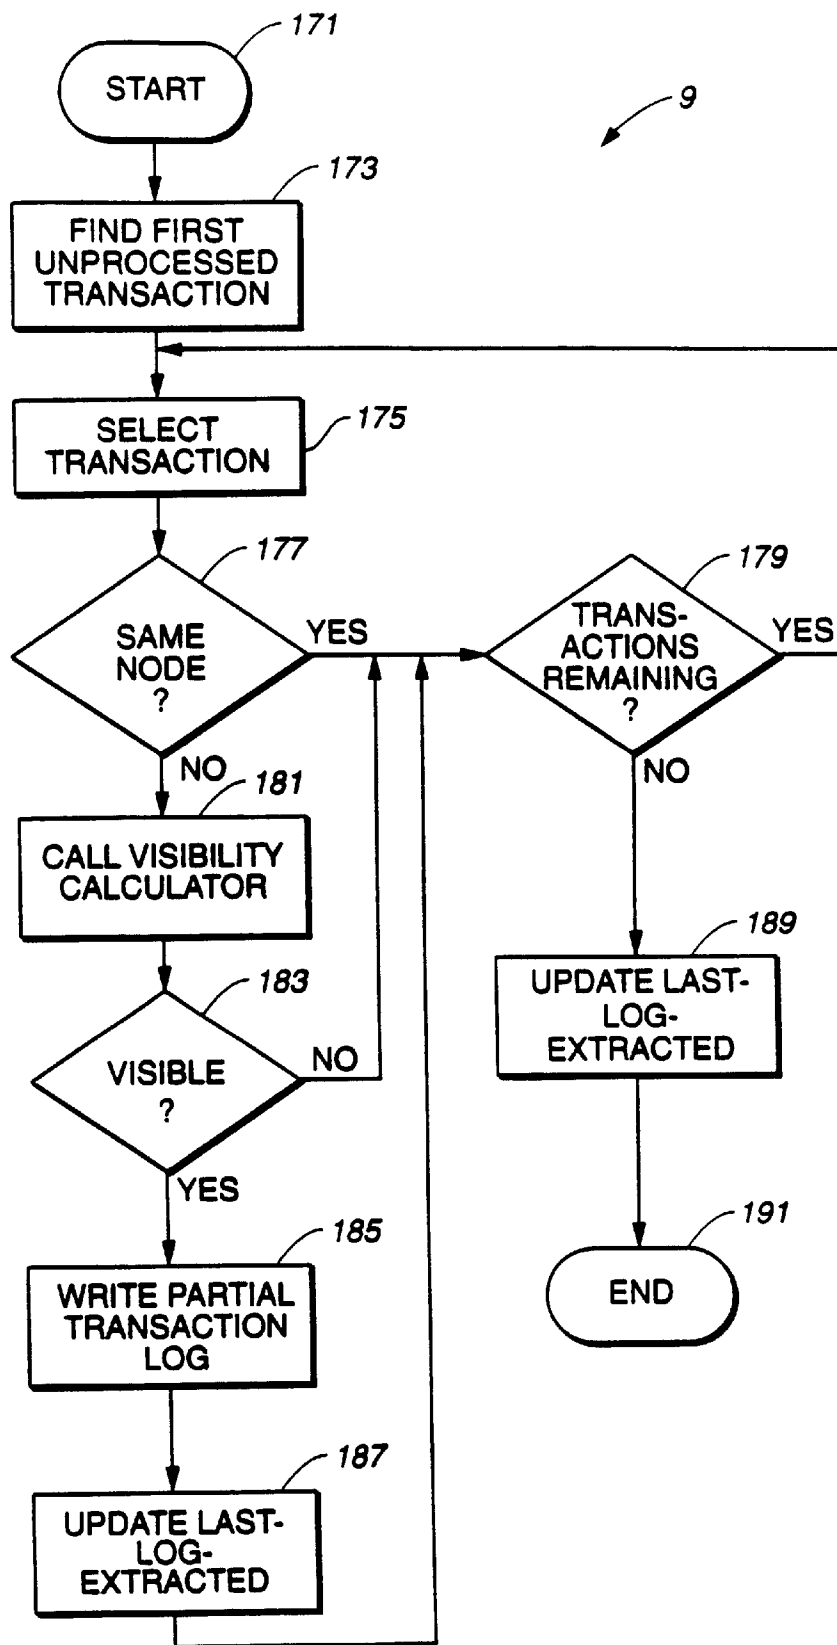 171
START
9
173
FIND FIRST
UNPROCESSED
TRANSACTION
SELECT
TRANSACTION
175
177
SAME
NODE
?
YES
NO
179
TRANS-
ACTIONS
REMAINING
?
YES
NO
181
CALL VISIBILITY
CALCULATOR
183
VISIBLE
?
NO
YES
189
UPDATE LAST-
LOG-
EXTRACTED
185
WRITE PARTIAL
TRANSACTION
LOG
191
END
187
UPDATE LAST-
LOG-
EXTRACTED